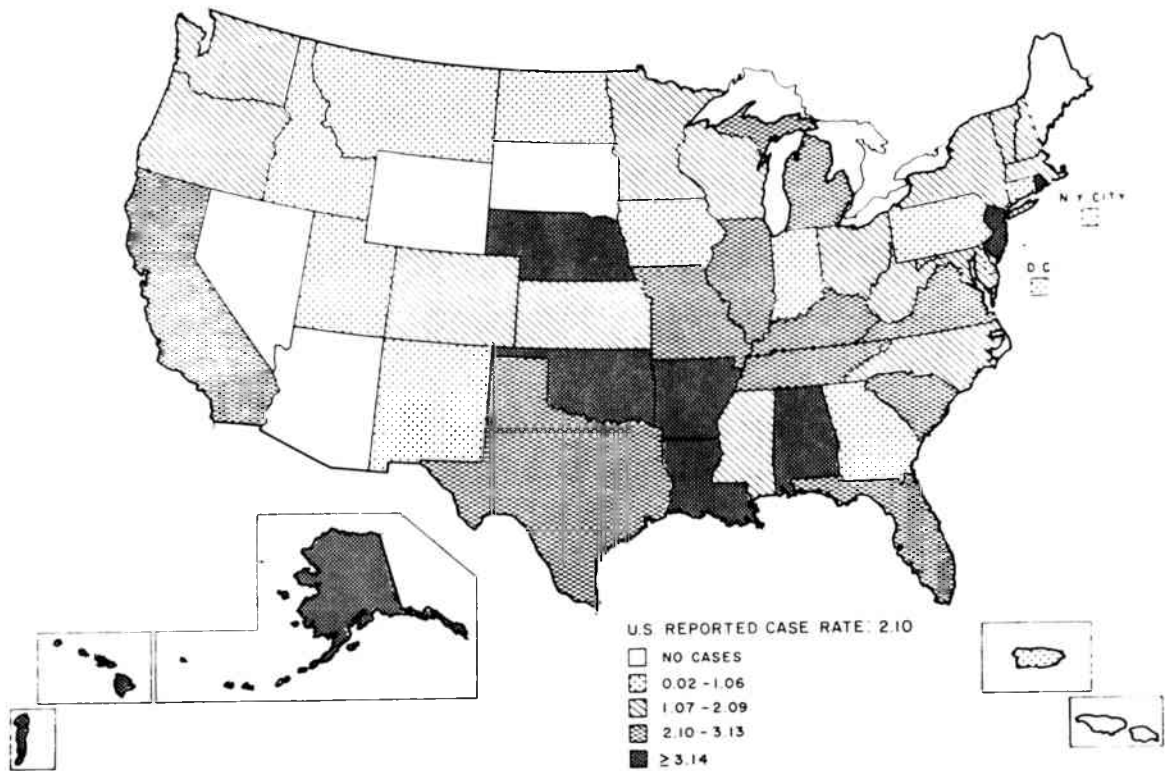 N Y CITY
D C
U.S REPORTED CASE RATE: 2.10
NO CASES
0.02 - 1.06
1.07 - 2.09
2.10 - 3.13
≥ 3.14